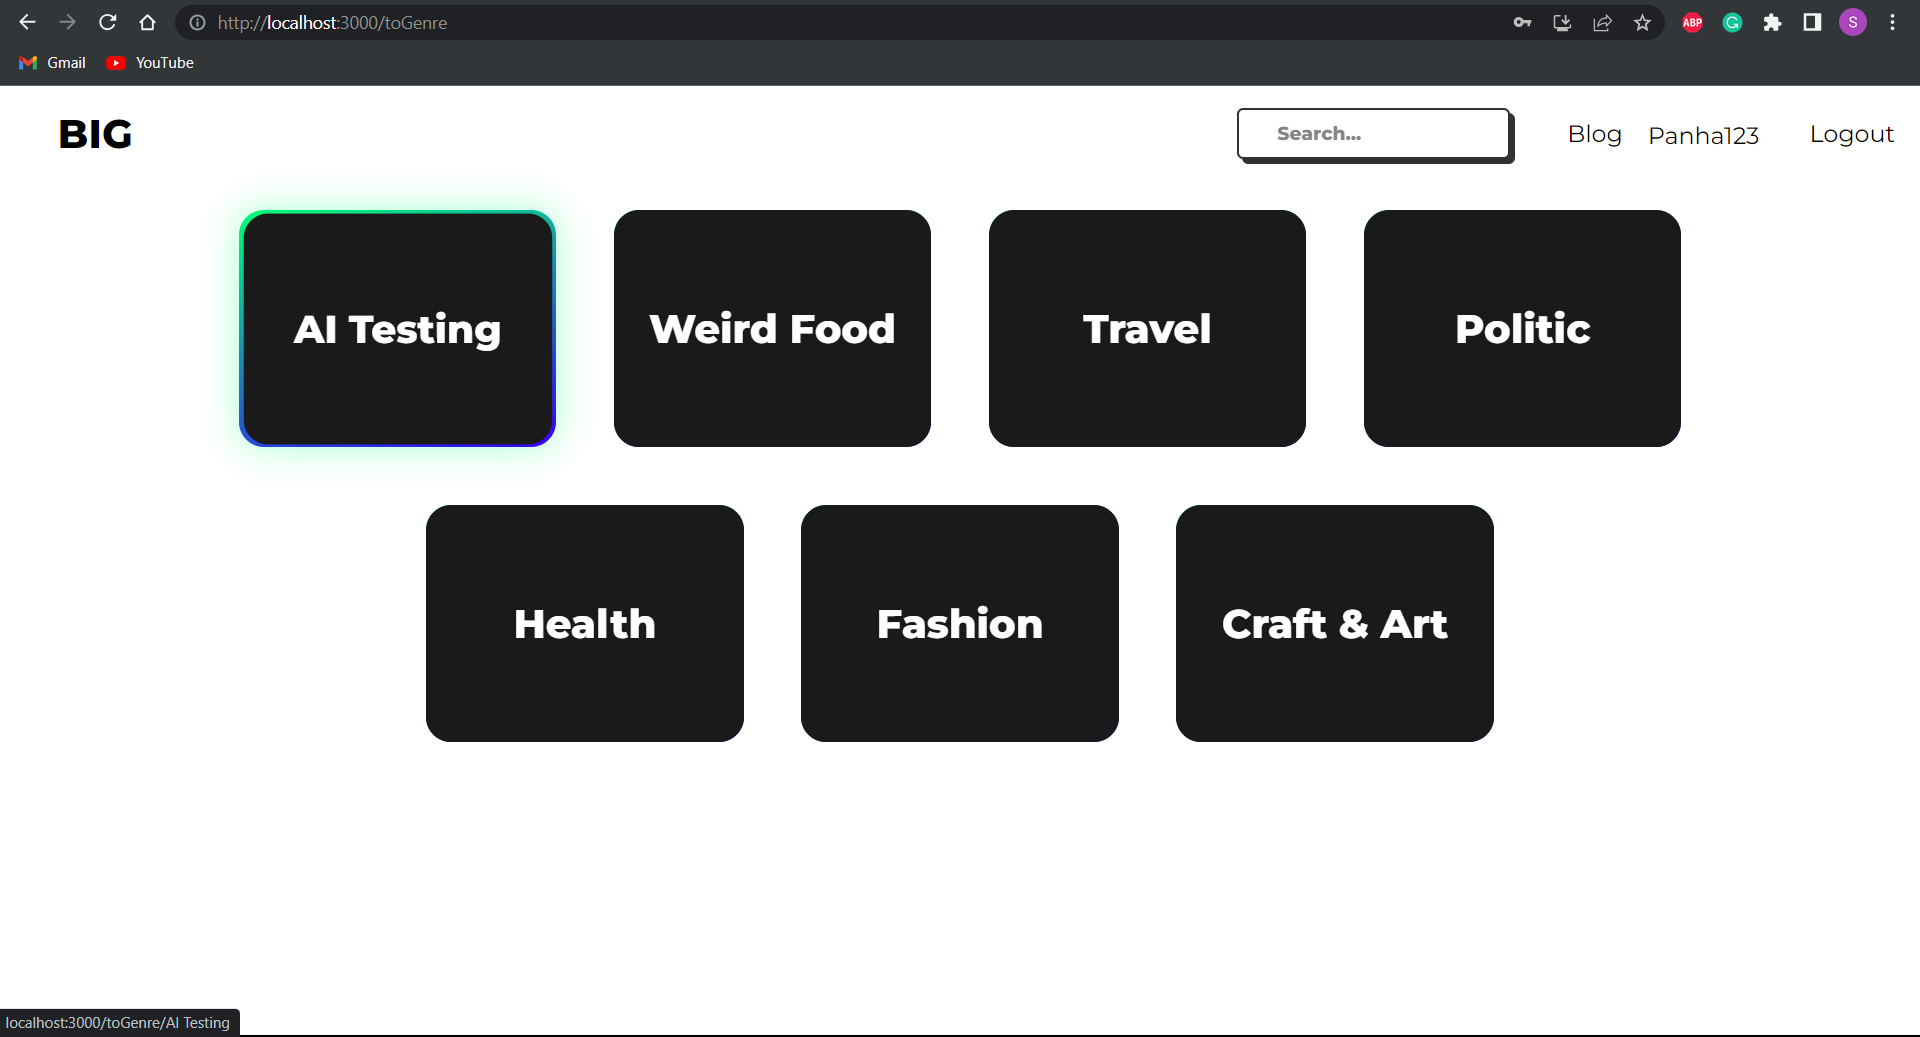 http://localhost:3000/toGenre
ABP
G
S
Gmail
YouTube
BIG
Search...
Blog
Panha123
Logout
AI Testing
Weird Food
Travel
Politic
Health
Fashion
Craft & Art
localhost:3000/toGenre/AI Testing